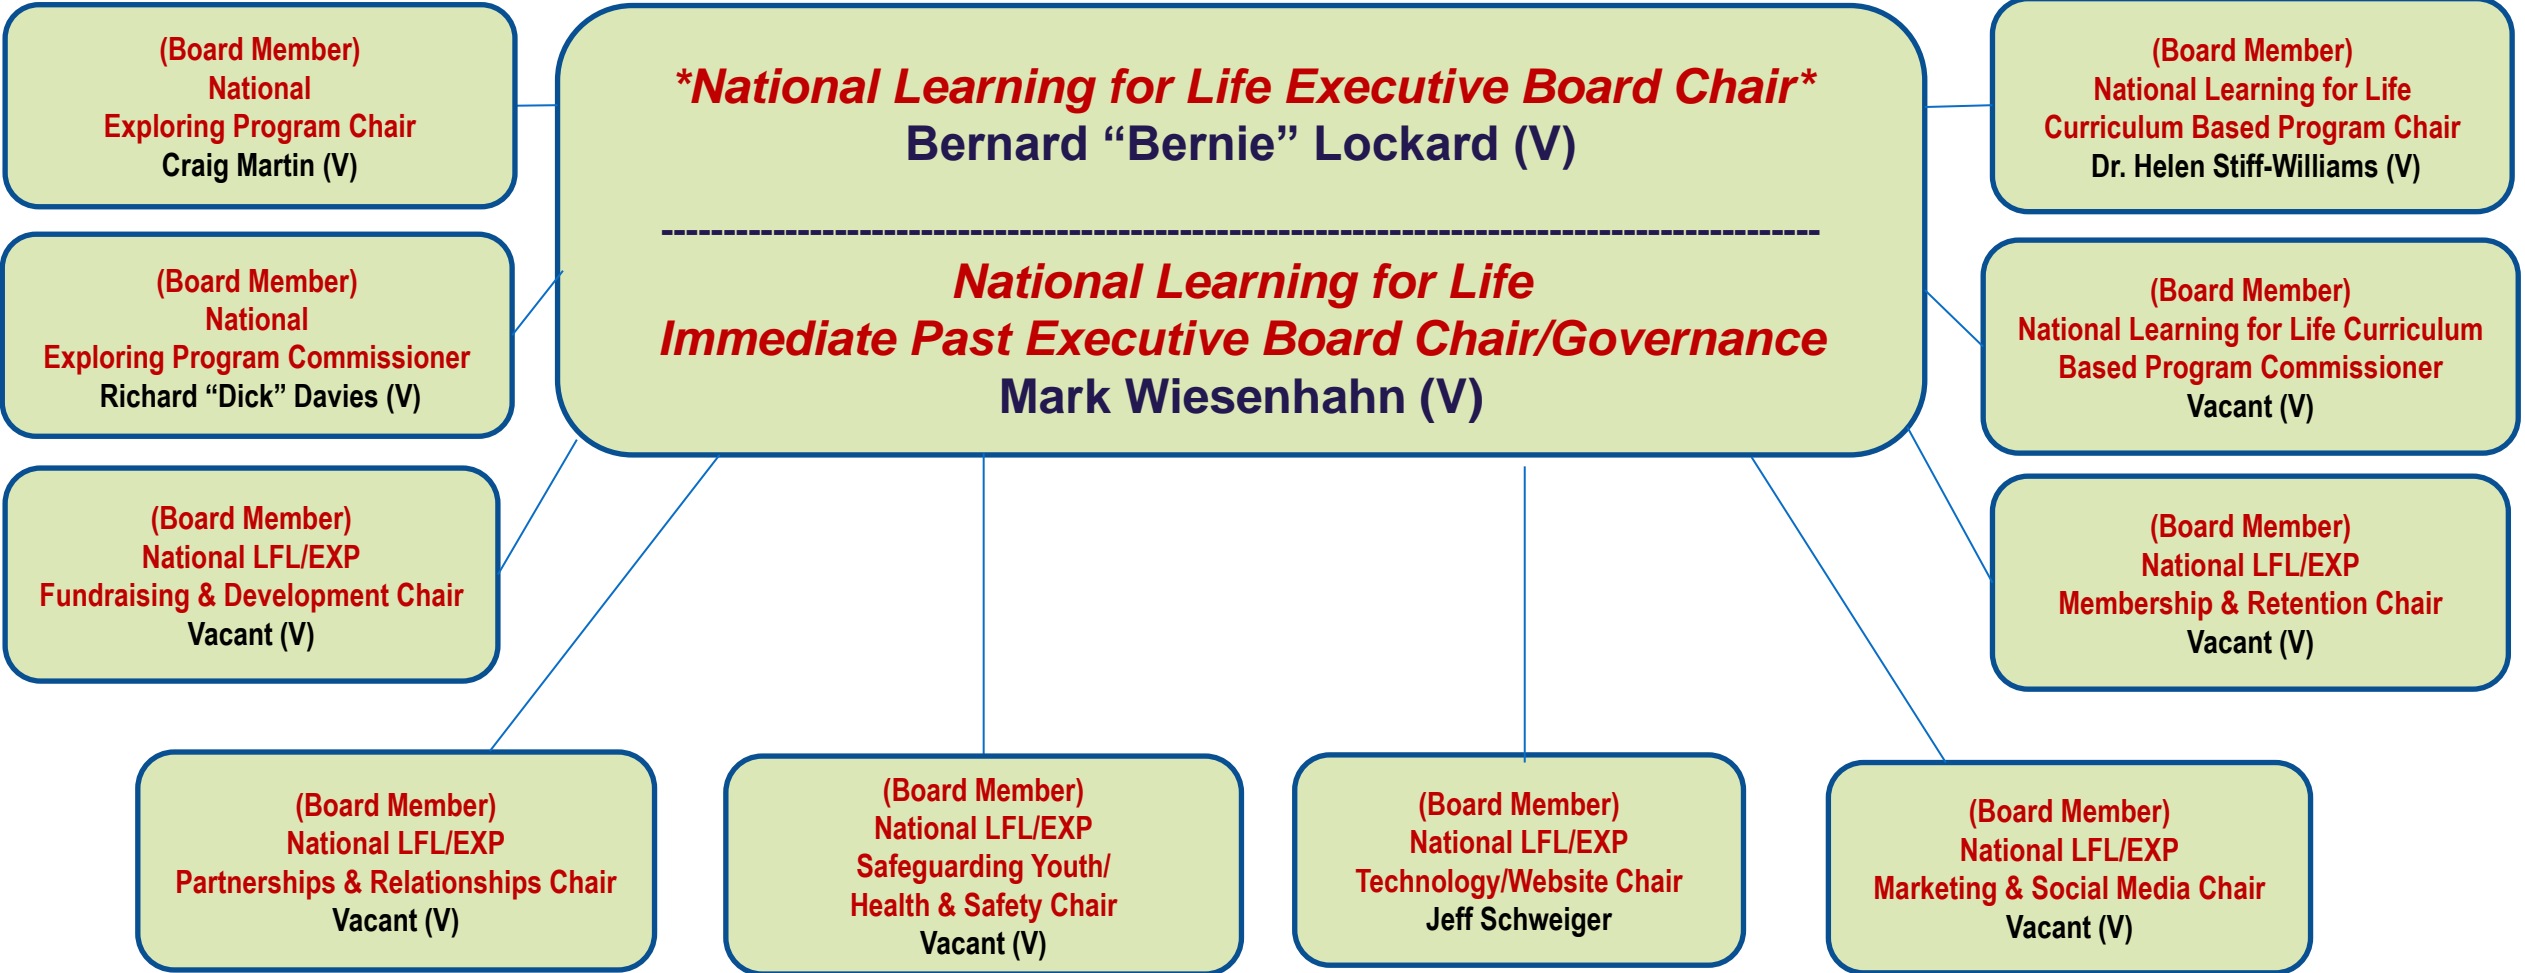 (Board Member)
National
Exploring Program Chair
Craig Martin (V)
*National Learning for Life Executive Board Chair*
Bernard “Bernie” Lockard (V)
--------------------------------------------------------------------------------------------
National Learning for Life
Immediate Past Executive Board Chair/Governance
Mark Wiesenhahn (V)
(Board Member)
National Learning for Life
Curriculum Based Program Chair
Dr. Helen Stiff-Williams (V)
(Board Member)
National
Exploring Program Commissioner
Richard “Dick” Davies (V)
(Board Member)
National Learning for Life Curriculum
Based Program Commissioner
Vacant (V)
(Board Member)
National LFL/EXP
Fundraising & Development Chair
Vacant (V)
(Board Member)
National LFL/EXP
Membership & Retention Chair
Vacant (V)
(Board Member)
National LFL/EXP
Partnerships & Relationships Chair
Vacant (V)
(Board Member)
National LFL/EXP
Safeguarding Youth/
Health & Safety Chair
Vacant (V)
(Board Member)
National LFL/EXP
Technology/Website Chair
Jeff Schweiger
(Board Member)
National LFL/EXP
Marketing & Social Media Chair
Vacant (V)